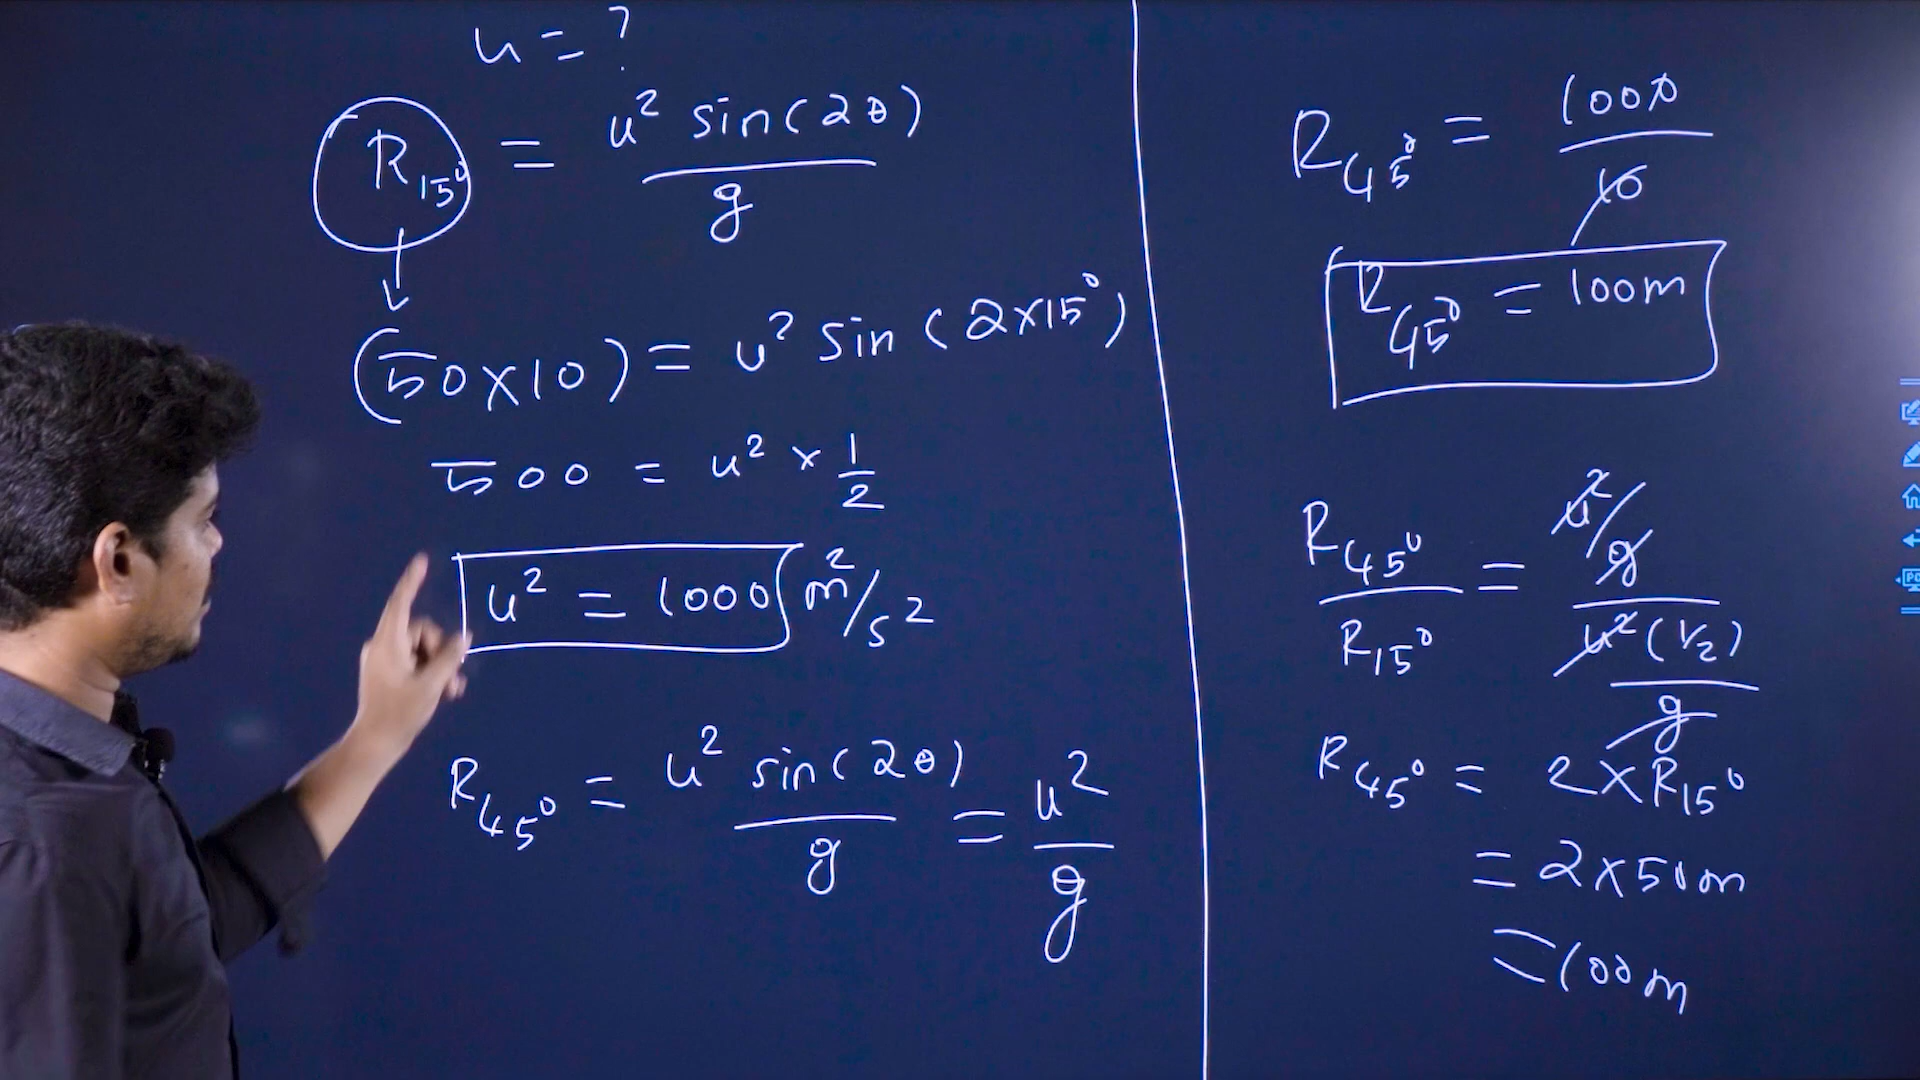 u = ?
R₁₅° = u² sin(2θ) / g
(50×10) = u² sin(2×15°)
500 = u² × 1/2
u² = 1000 m²/s²
R₄₅° = u² sin(2θ) / g = u² / g
R₄₅° = 1000 / 10
R₄₅° = 100m
R₄₅° / R₁₅° = u²/g / u²(1/2) / g
R₄₅° = 2×R₁₅°
= 2×50m
= 100m